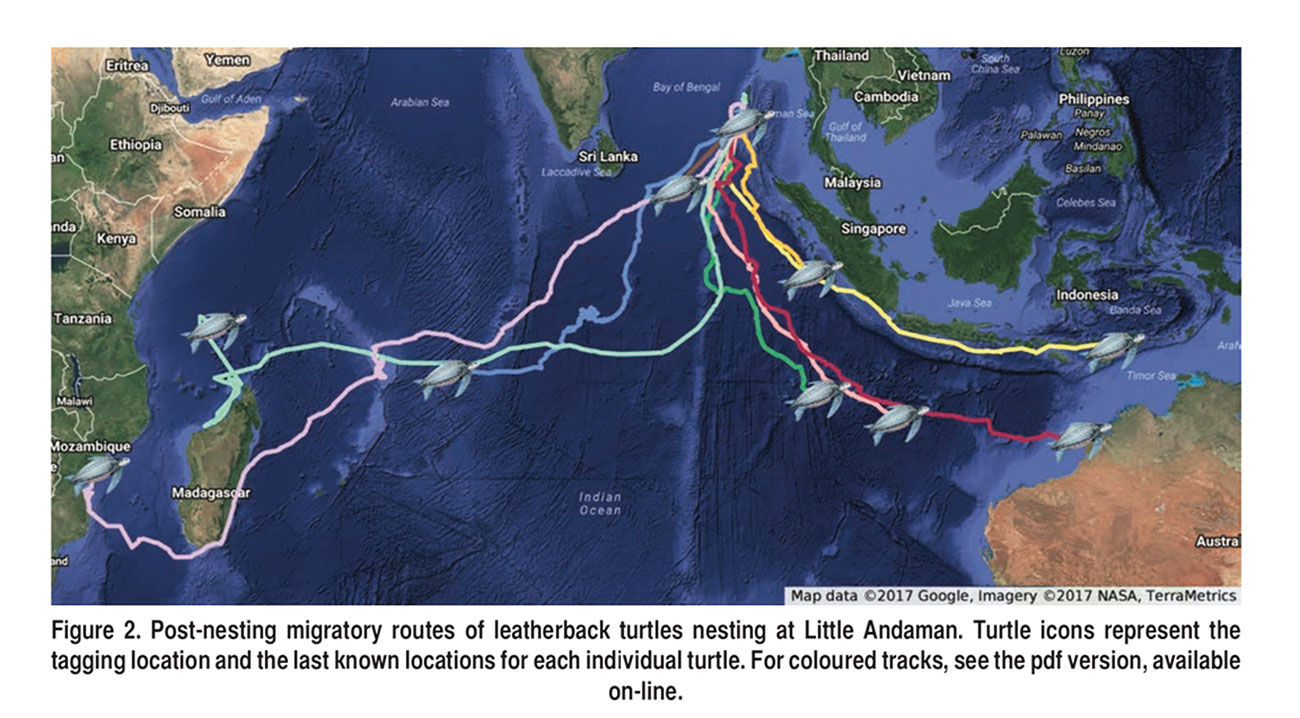 Eritrea
Yemen
Djibouti
Gulf of Aden
Arabian Sea
Ethiopia
an
Somalia
nda
Kenya
Tanzania
Malawi
Mozambique
Madagascar
and
Sri Lanka
Laccadive Sea
Bay of Bengal
man Sea
Thailand
Vietnam
Cambodia
Gulf of
Thailand
South
China Sea
Luzon
Philippines
Panay
Palawan
Negros
Mindanao
Basilan
Celebes Sea
Malaysia
Singapore
Indonesia
Java Sea
Banda Sea
Araf
Timor Sea
Indian
Ocean
Austra
Map data ©2017 Google, Imagery ©2017 NASA, TerraMetrics
Figure 2. Post-nesting migratory routes of leatherback turtles nesting at Little Andaman. Turtle icons represent the
tagging location and the last known locations for each individual turtle. For coloured tracks, see the pdf version, available
on-line.